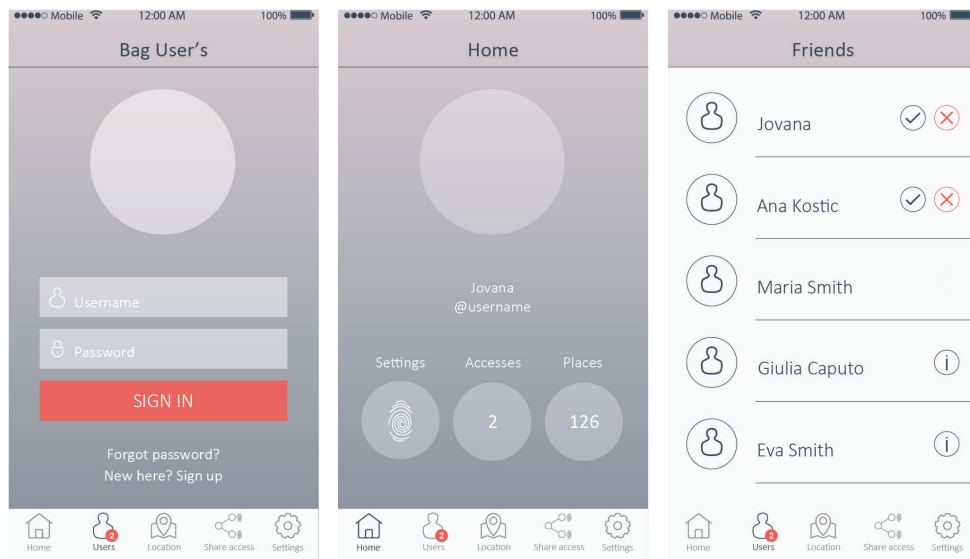 Mobile 12:00 AM 100%
Bag User's
Username
Password
SIGN IN
Forgot password?
New here? Sign up
Home 2 Users Location Share access Settings
Mobile 12:00 AM 100%
Home
Jovana
@username
Settings Accesses Places
2 126
Home 2 Users Location Share access Settings
Mobile 12:00 AM 100%
Friends
Jovana
Ana Kostic
Maria Smith
Giulia Caputo i
Eva Smith i
Home 2 Users Location Share access Settings